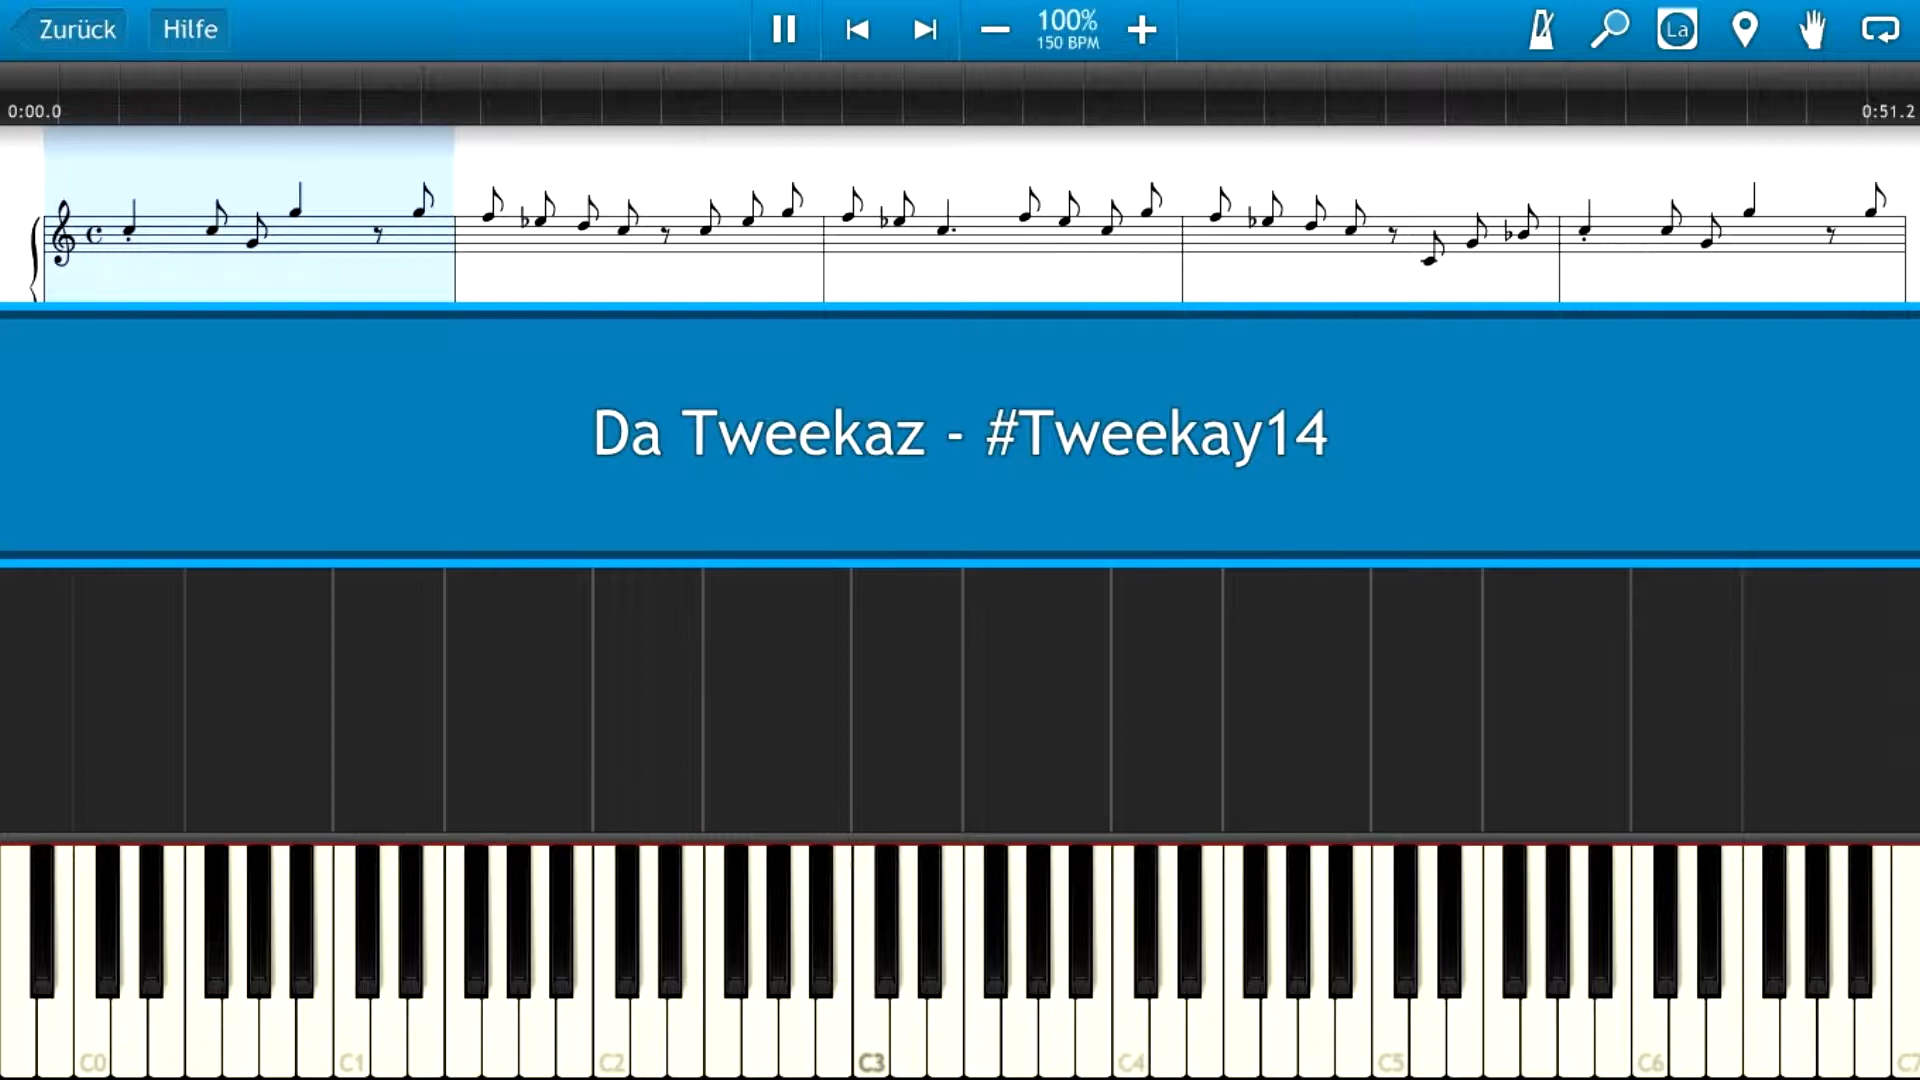 Zurück Hilfe 100%
150 BPM
La
0:00.0 0:51.2
Da Tweekaz - #Tweekay14
C0 C1 C2 C3 C4 C5 C6 C7